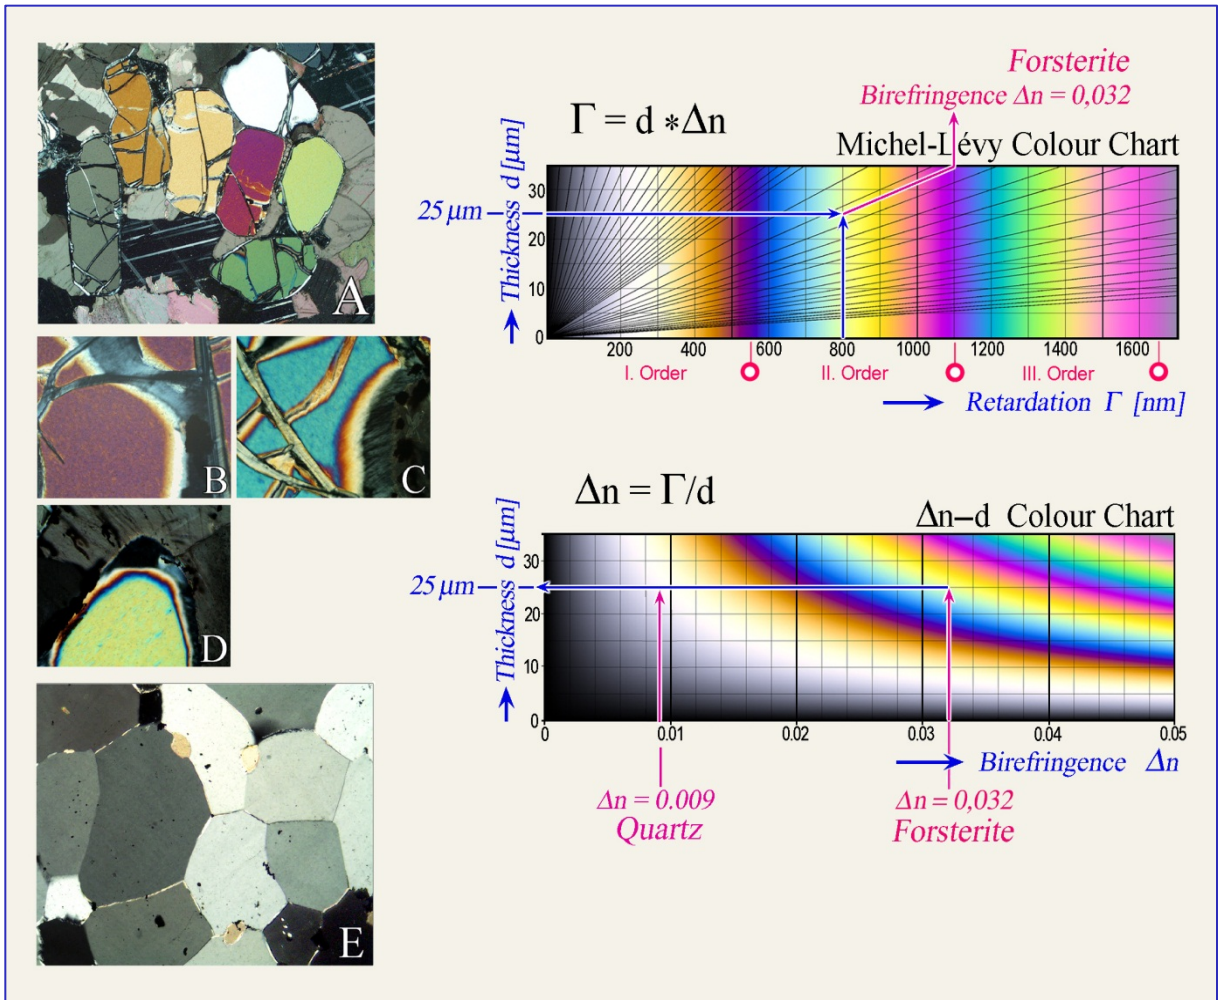 A
B
C
D
E
Γ = d *Δn
Forsterite
Birefringence Δn = 0,032
Michel-Lévy Colour Chart
Thickness d [μm]
25 μm
30
20
10
0
200 400 600 800 1000 1200 1400 1600
I. Order II. Order III. Order
Retardation Γ [nm]
Δn = Γ/d
Δn–d Colour Chart
Thickness d [μm]
25 μm
30
20
10
0
0 0.01 0.02 0.03 0.04 0.05
Birefringence Δn
Δn = 0.009
Quartz
Δn = 0,032
Forsterite